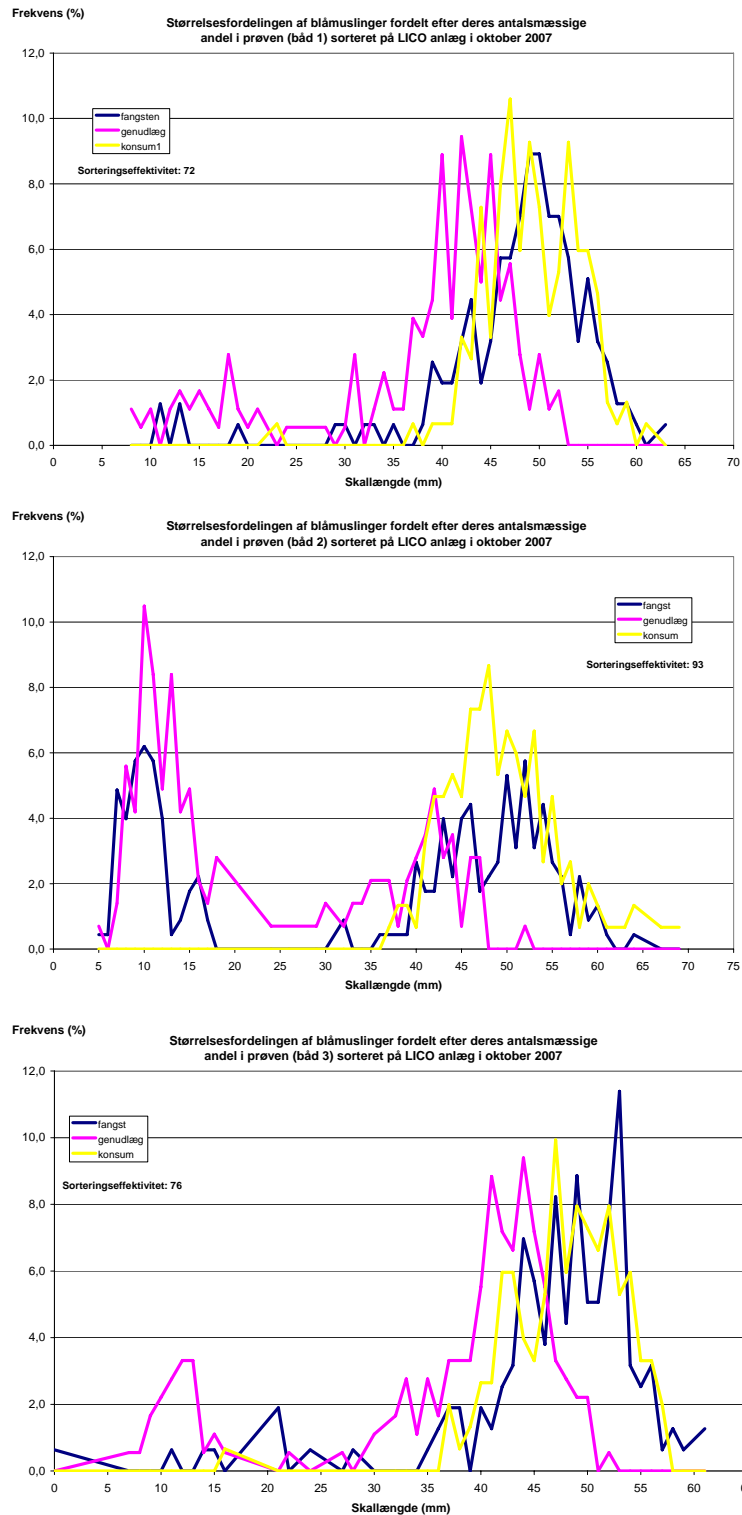 Frekvens (%)
Størrelsesfordelingen af blåmuslinger fordelt efter deres antalsmæssige
andel i prøven (båd 1) sorteret på LICO anlæg i oktober 2007
12,0
10,0
8,0
6,0
4,0
2,0
0,0
fangsten
genudlæg
konsum1
Sorteringseffektivitet: 72
0 5 10 15 20 25 30 35 40 45 50 55 60 65 70
Skallængde (mm)
Frekvens (%)
Størrelsesfordelingen af blåmuslinger fordelt efter deres antalsmæssige
andel i prøven (båd 2) sorteret på LICO anlæg i oktober 2007
12,0
10,0
8,0
6,0
4,0
2,0
0,0
fangst
genudlæg
konsum
Sorteringseffektivitet: 93
0 5 10 15 20 25 30 35 40 45 50 55 60 65 70 75
Skallængde (mm)
Frekvens (%)
Størrelsesfordelingen af blåmuslinger fordelt efter deres antalsmæssige
andel i prøven (båd 3) sorteret på LICO anlæg i oktober 2007
12,0
10,0
8,0
6,0
4,0
2,0
0,0
fangst
genudlæg
konsum
Sorteringseffektivitet: 76
0 5 10 15 20 25 30 35 40 45 50 55 60
Skallængde (mm)